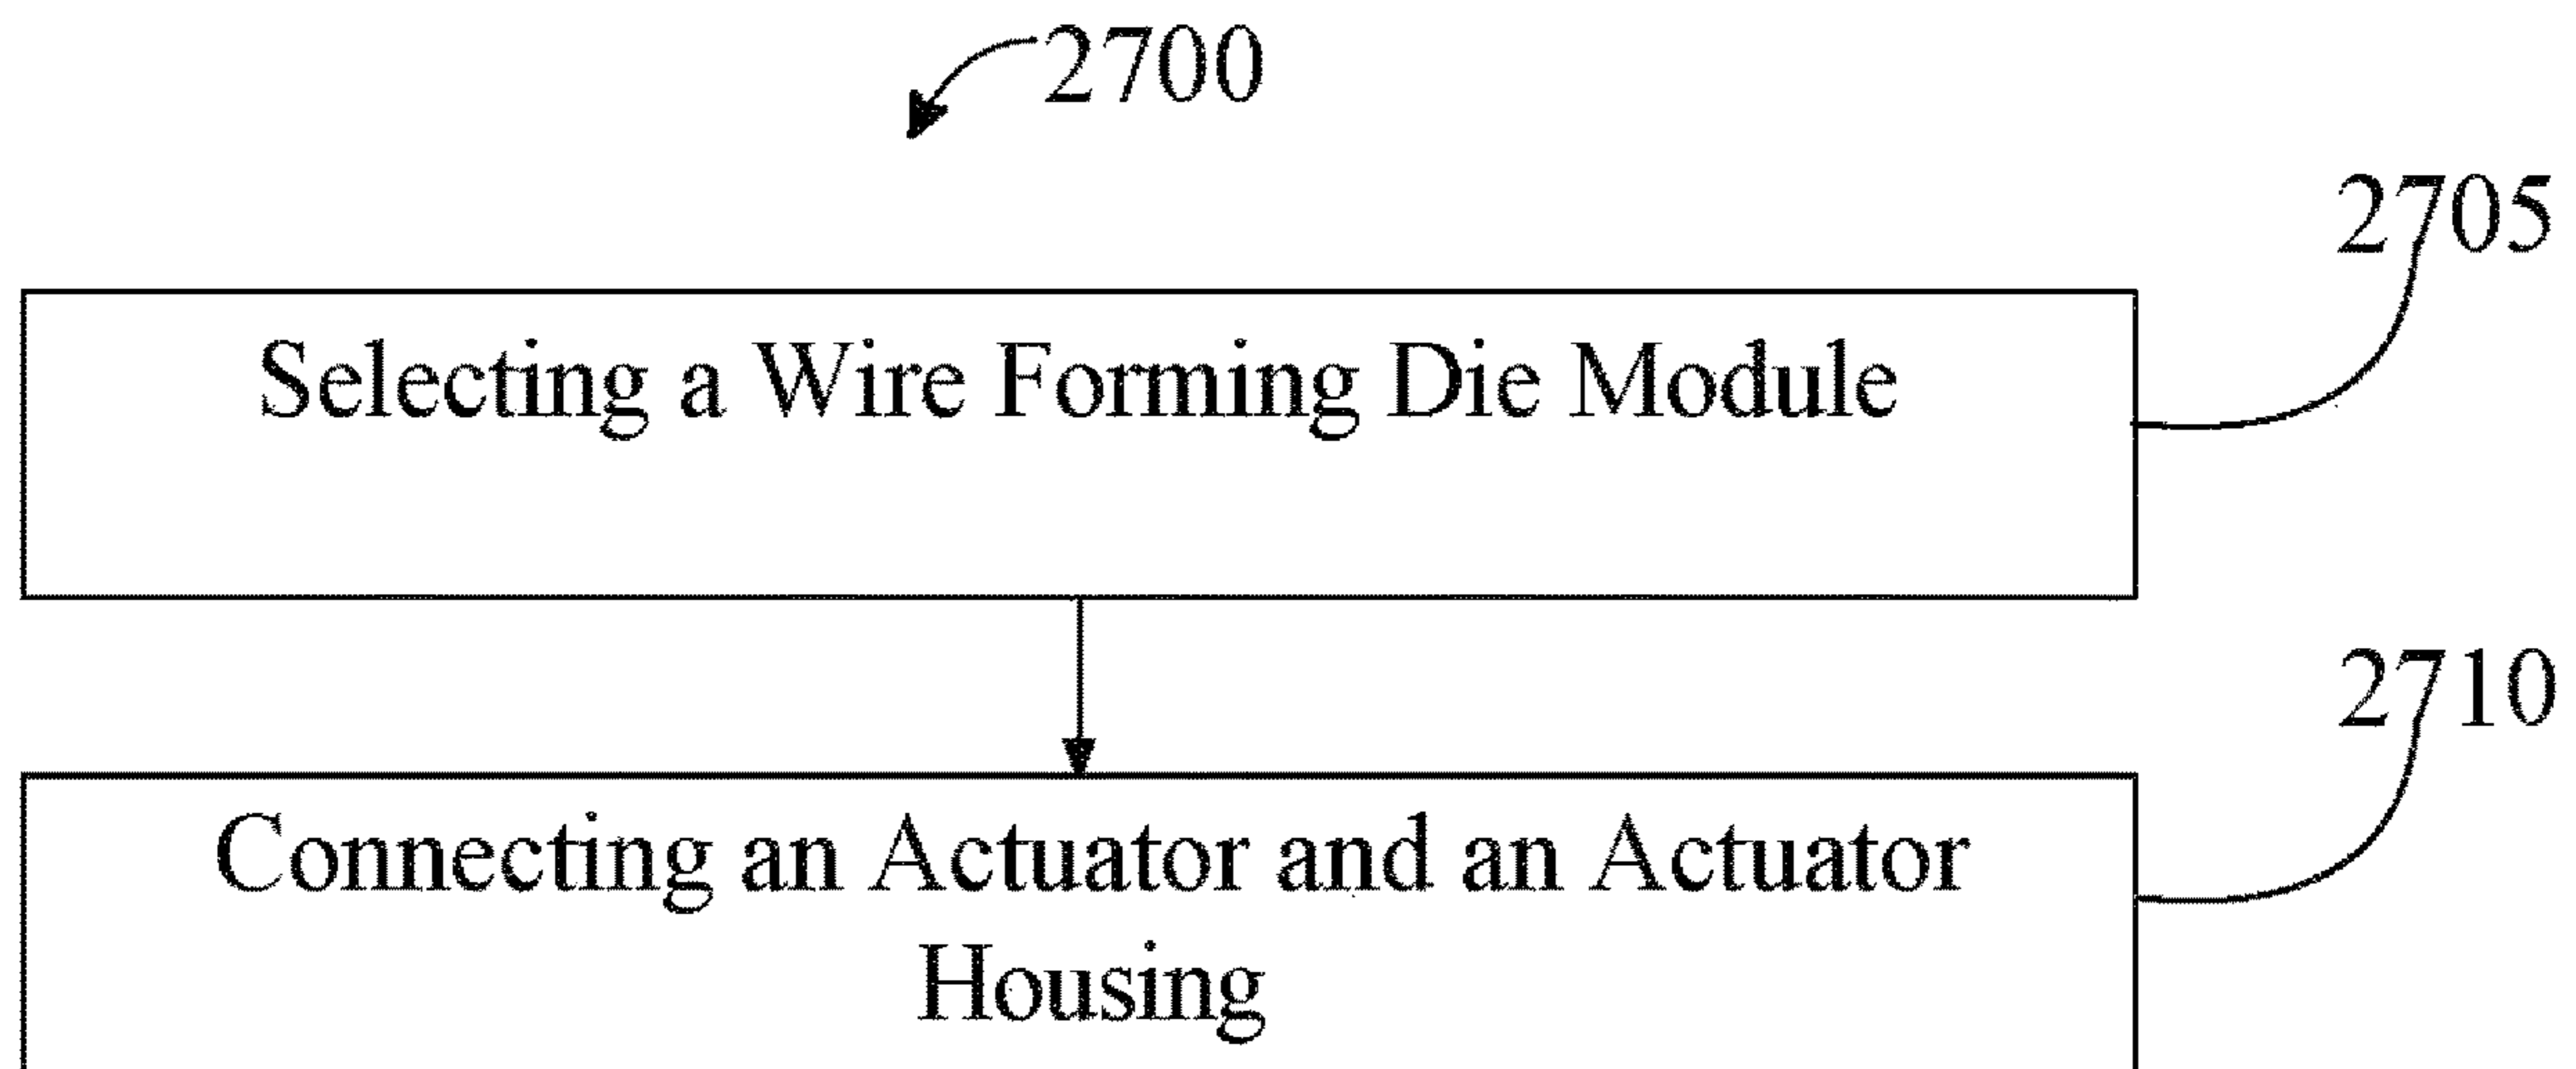 2700
2705
Selecting a Wire Forming Die Module
2710
Connecting an Actuator and an Actuator
Housing